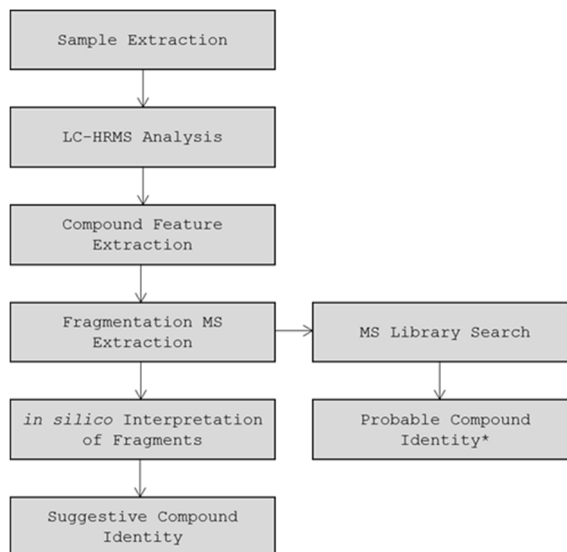 Sample Extraction
LC-HRMS Analysis
Compound Feature
Extraction
Fragmentation MS
Extraction
MS Library Search
in silico Interpretation
of Fragments
Probable Compound
Identity*
Suggestive Compound
Identity